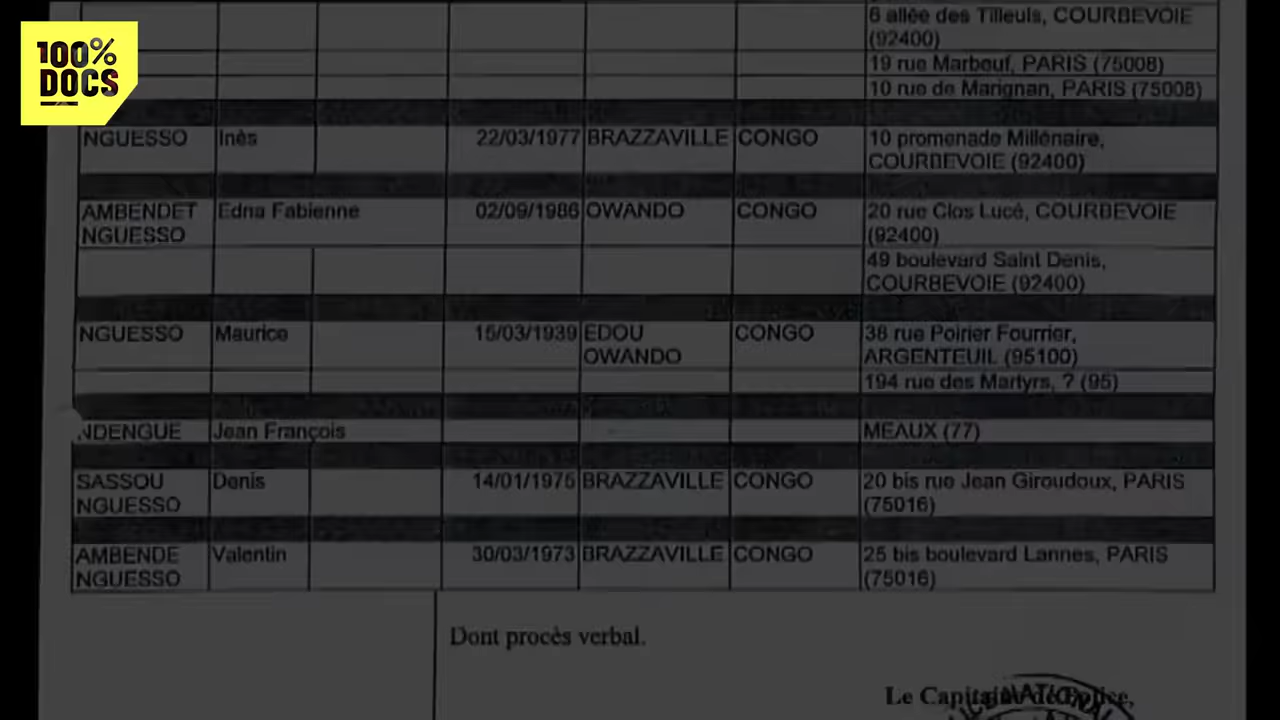 100%
DOCS
6 allée des Tilleuls, COURBEVOIE
(92400)
19 rue Marbeuf, PARIS (75008)
10 rue de Marignan, PARIS (75008)
NGUESSO Inès 22/03/1977 BRAZZAVILLE CONGO 10 promenade Millénaire,
COURBEVOIE (92400)
AMBENDET Edna Fabienne 02/09/1986 OWANDO CONGO 20 rue Clos Lucé, COURBEVOIE
NGUESSO (92400)
49 boulevard Saint Denis,
COURBEVOIE (92400)
NGUESSO Maurice 15/03/1939 EDOU CONGO 38 rue Poirier Fourrier,
OWANDO ARGENTEUIL (95100)
194 rue des Martyrs, ? (95)
NDENGUE Jean François MEAUX (77)
SASSOU Denis 14/01/1975 BRAZZAVILLE CONGO 20 bis rue Jean Giroudoux, PARIS
NGUESSO (75016)
AMBENDE Valentin 30/03/1973 BRAZZAVILLE CONGO 25 bis boulevard Lannes, PARIS
NGUESSO (75016)
Dont procès verbal.
Le Capitaine de Police,